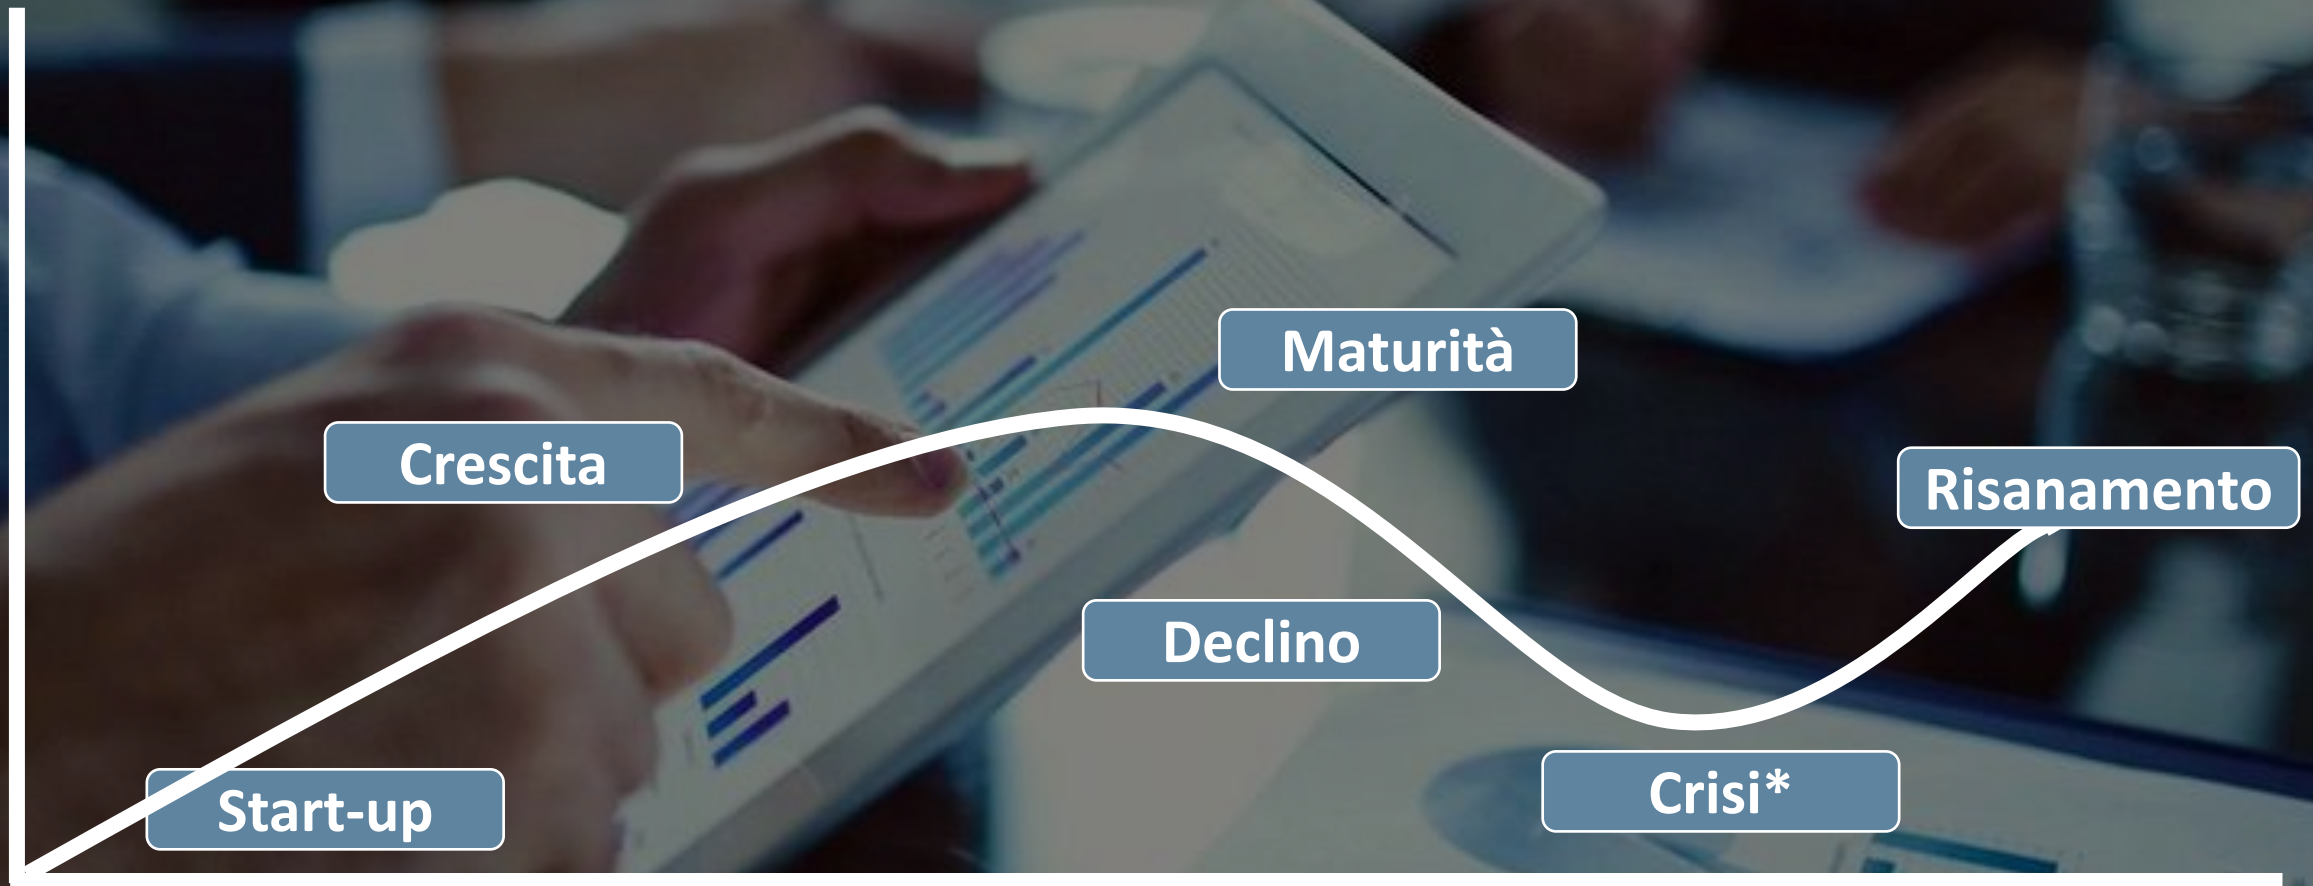 Maturità
Crescita
Risanamento
Declino
Crisi*
Start-up